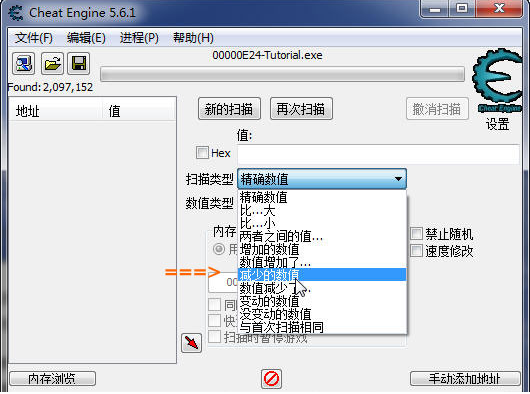 Cheat Engine 5.6.1
文件(F) 编辑(E) 进程(P) 帮助(H)
00000E24-Tutorial.exe
Found:2,097,152
地址 值
新的扫描 再次扫描 撤消扫描
Cheat Engine
设置
值:
Hex
扫描类型 精确数值
数值类型
精确数值
比...大
比...小
两者之间的值...
增加的数值
数值增加了...
===> 减少的数值
数值减少了...
变动的数值
没变动的数值
与首次扫描相同
内存
用
00
同
快
扫描时暂停游戏
禁止随机
速度修改
内存浏览 手动添加地址